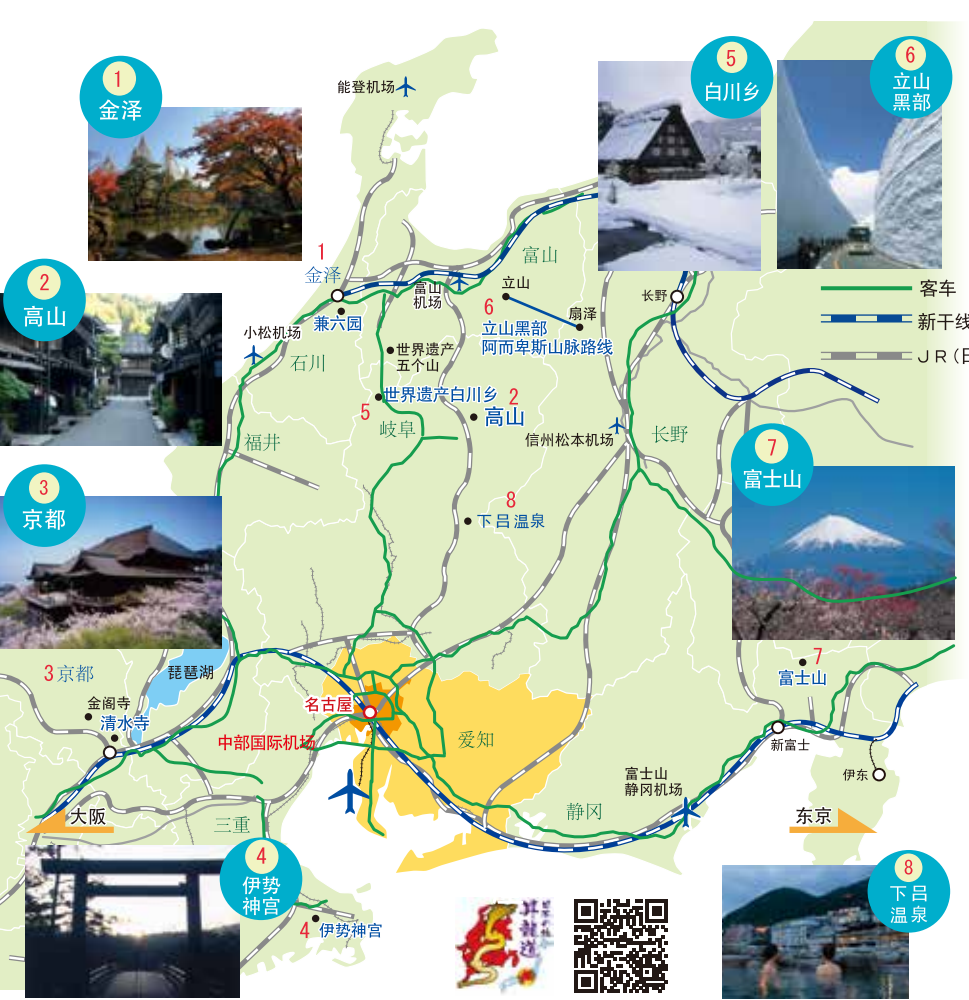 1
金泽
能登机场
5
白川乡
6
立山
黑部
2
高山
1
金泽
富山
富山
机场
立山
长野
客车
兼六园
6
扇泽
小松机场
立山黑部
阿而卑斯山脉路线
新干线
石川
世界遗产
五个山
JR(日
世界遗产白川乡
2
5
高山
岐阜
福井
信州松本机场
长野
7
富士山
3
京都
8
下吕温泉
3京都
琵琶湖
7
富士山
金阁寺
清水寺
名古屋
中部国际机场
爱知
新富士
伊东
富士山
静冈机场
大阪
三重
静冈
东京
4
伊势
神宫
8
下吕
温泉
4
伊势神宫
昇龍道